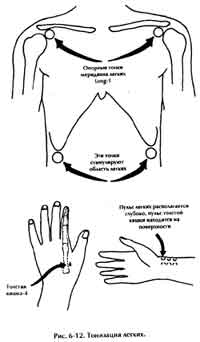 Опорные точки
меридиана легких
Lung-1
Эти точки
стимулируют
область легких
Пульс легких располагается
глубоко, пульс толстой
кишки находится на
поверхности
Толстая
кишка-4
Рис. 6-12. Тонизация легких.